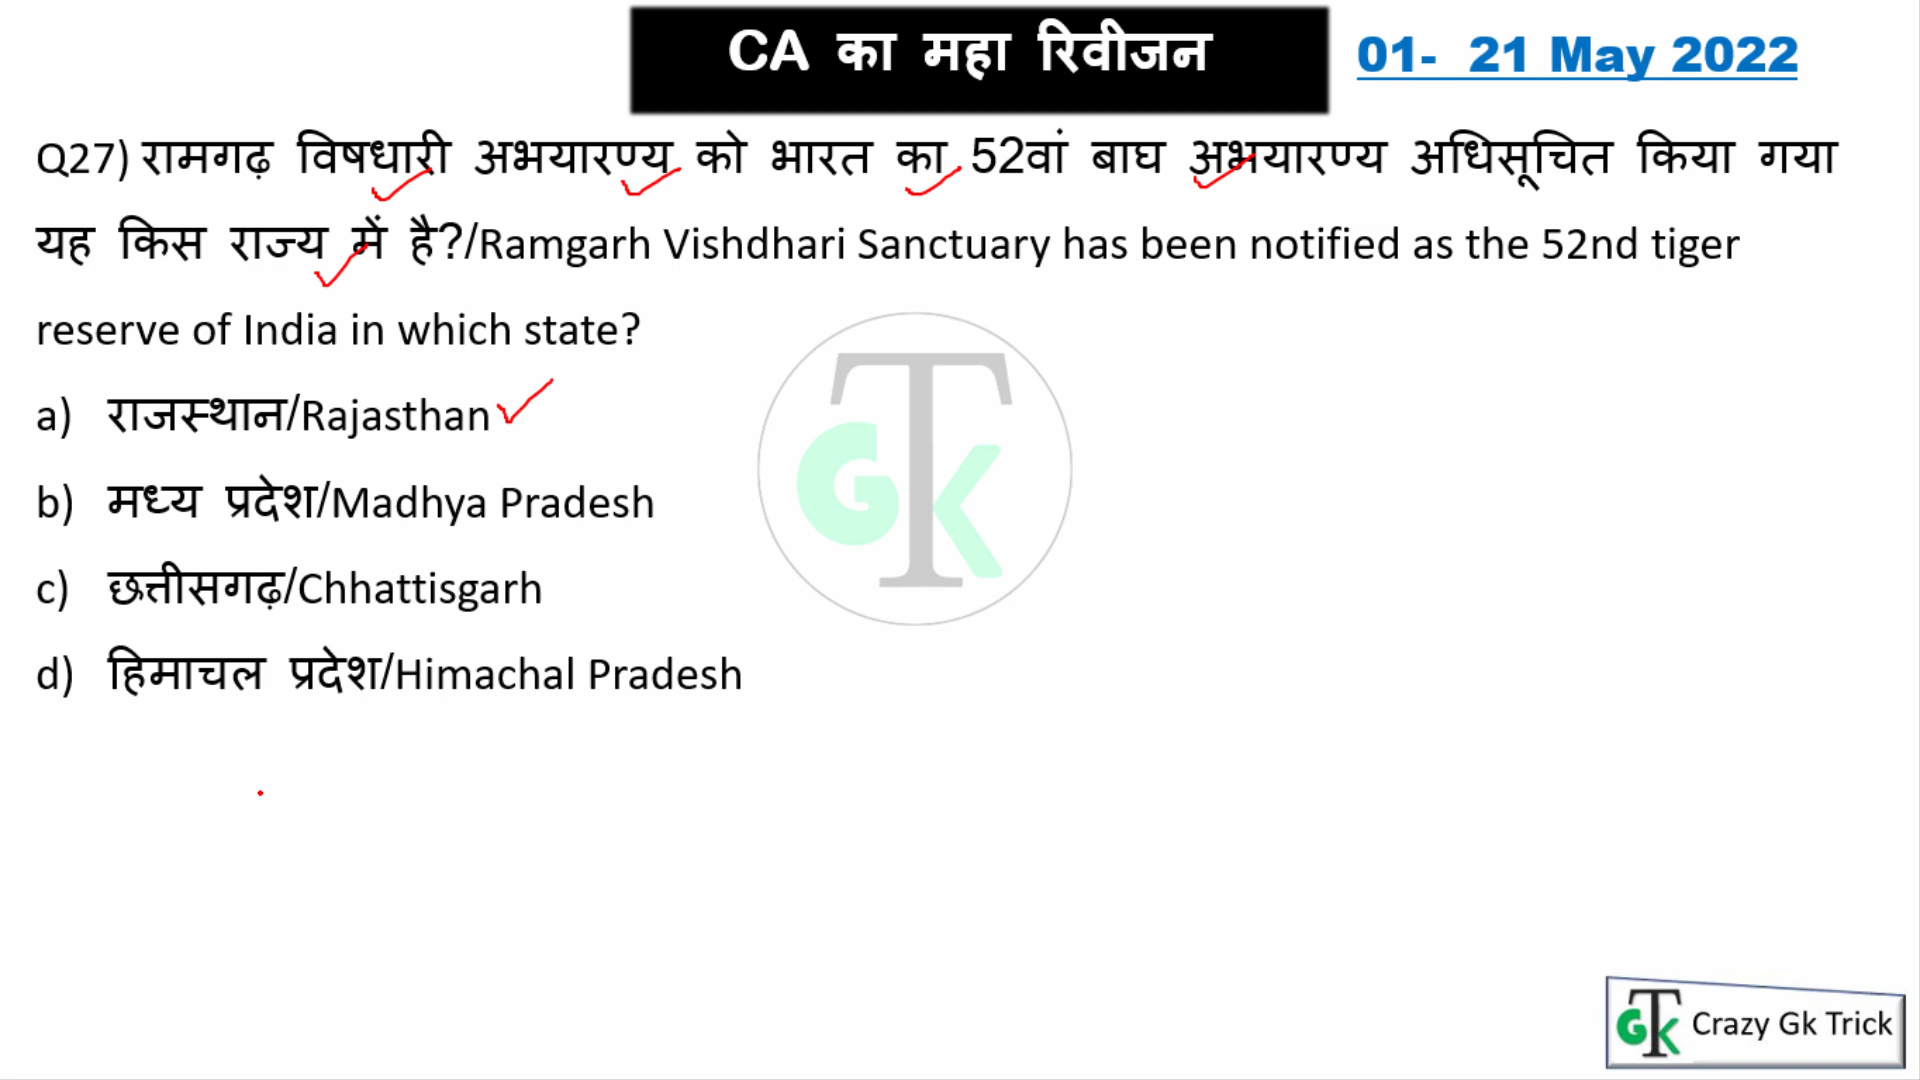 CA का महा रिवीजन
01- 21 May 2022
Q27) रामगढ़ विषधारी अभयारण्य को भारत का 52वां बाघ अभयारण्य अधिसूचित किया गया
यह किस राज्य में है?/Ramgarh Vishdhari Sanctuary has been notified as the 52nd tiger
reserve of India in which state?
a) राजस्थान/Rajasthan
b) मध्य प्रदेश/Madhya Pradesh
c) छत्तीसगढ़/Chhattisgarh
d) हिमाचल प्रदेश/Himachal Pradesh
GTK
GTK Crazy Gk Trick